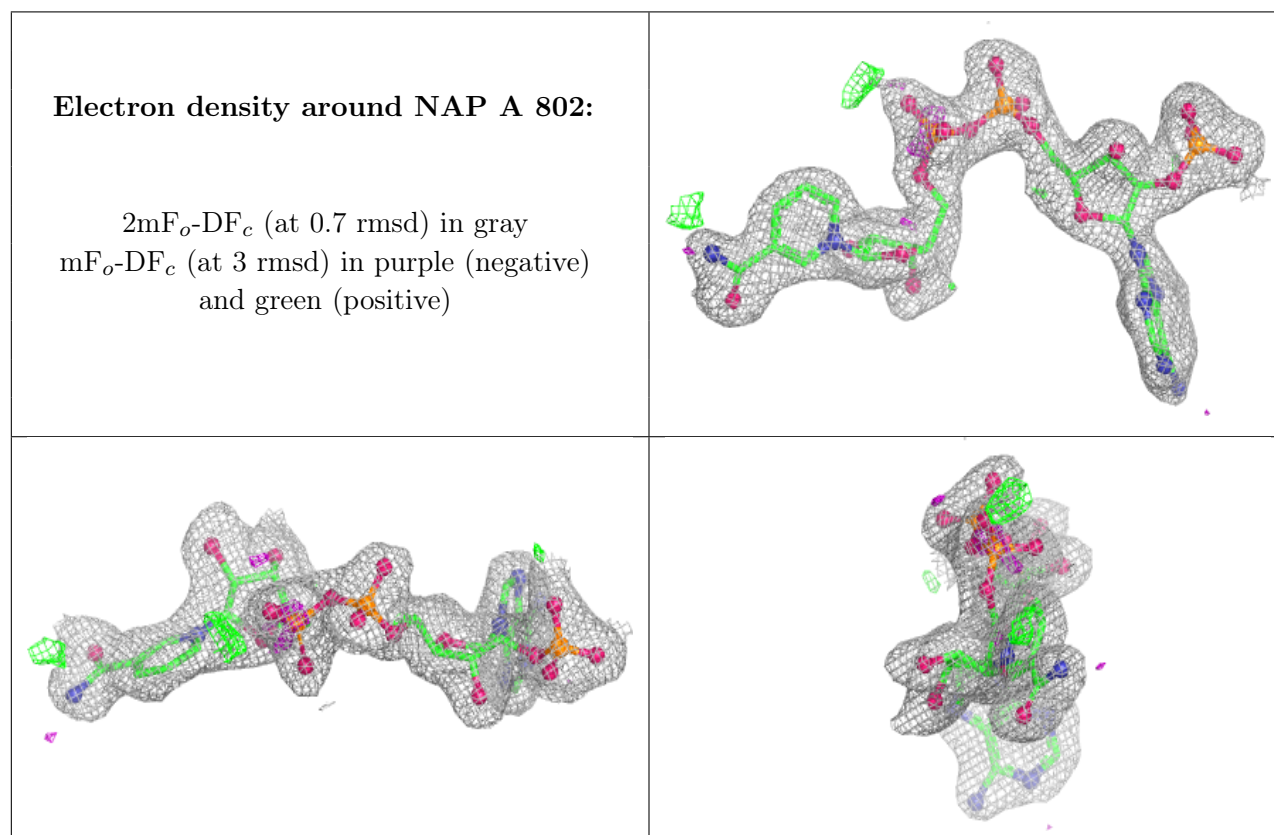 Electron density around NAP A 802:
2mFo-DFc (at 0.7 rmsd) in gray
mFo-DFc (at 3 rmsd) in purple (negative)
and green (positive)